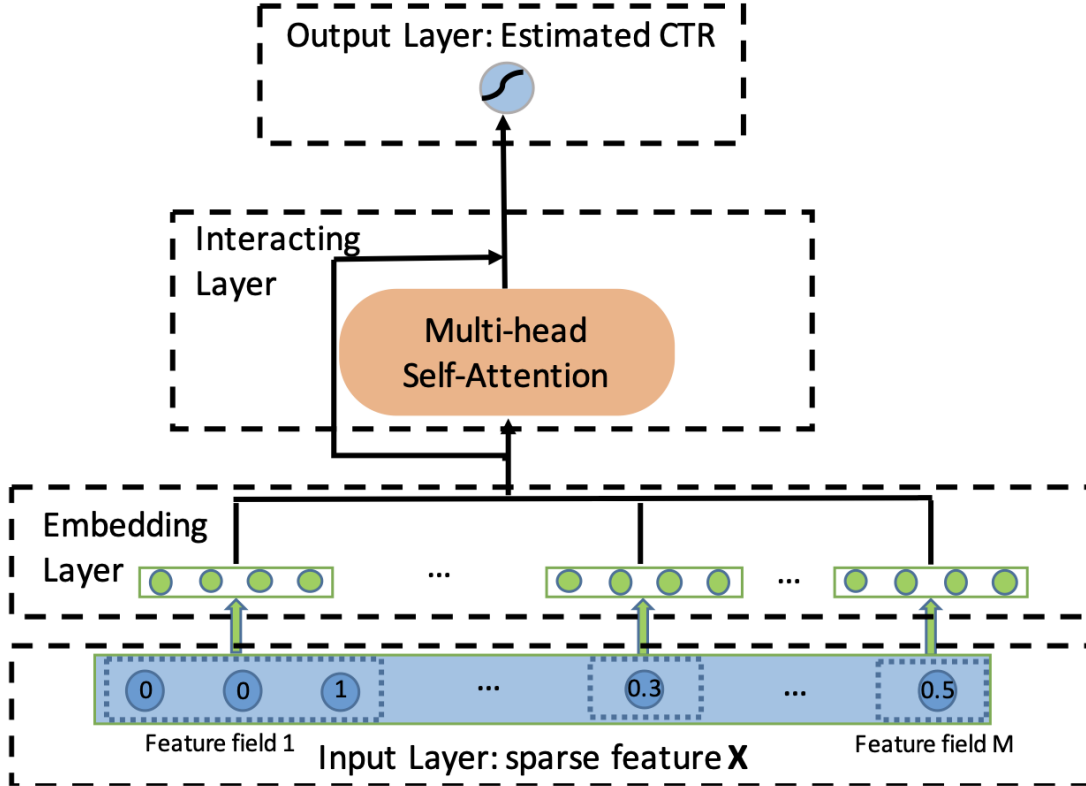 Output Layer: Estimated CTR
Interacting
Layer
Multi-head
Self-Attention
Embedding
Layer
...
...
0 0 1 ... 0.3 ... 0.5
Feature field 1
Feature field M
Input Layer: sparse feature X